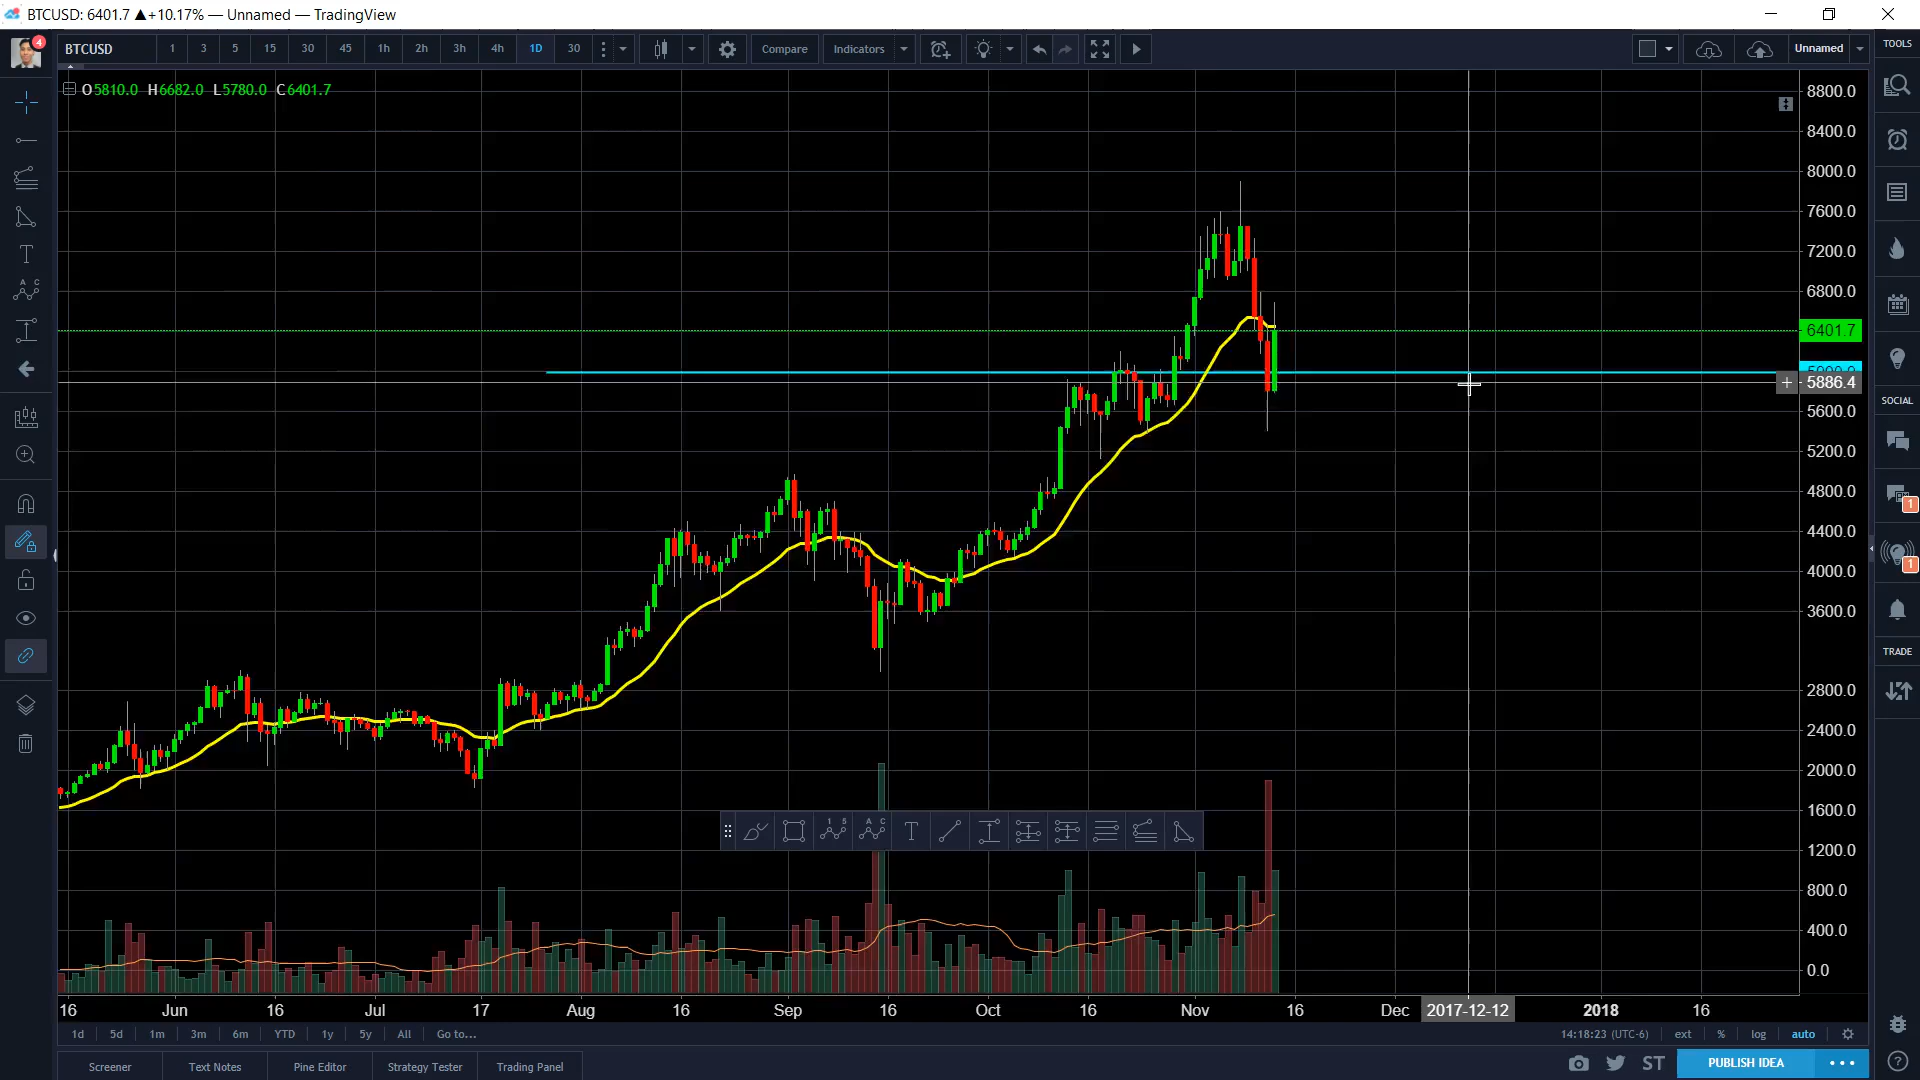 BTCUSD: 6401.7 ▲+10.17% — Unnamed — TradingView
4
BTCUSD 1 3 5 15 30 45 1h 2h 3h 4h 1D 30 Compare Indicators Unnamed TOOLS
O5810.0 H6682.0 L5780.0 C6401.7
8800.0
8400.0
8000.0
7600.0
7200.0
6800.0
6401.7
5886.4
5600.0
5200.0
4800.0
4400.0
4000.0
3600.0
2800.0
2400.0
2000.0
1600.0
1200.0
800.0
400.0
0.0
SOCIAL
1
1
TRADE
T
A C
1 5
A C
T
16 Jun 16 Jul 17 Aug 16 Sep 16 Oct 16 Nov 16 Dec 2017-12-12 2018 16
1d 5d 1m 3m 6m YTD 1y 5y All Go to... 14:18:23 (UTC-6) ext % log auto
Screener Text Notes Pine Editor Strategy Tester Trading Panel ST PUBLISH IDEA